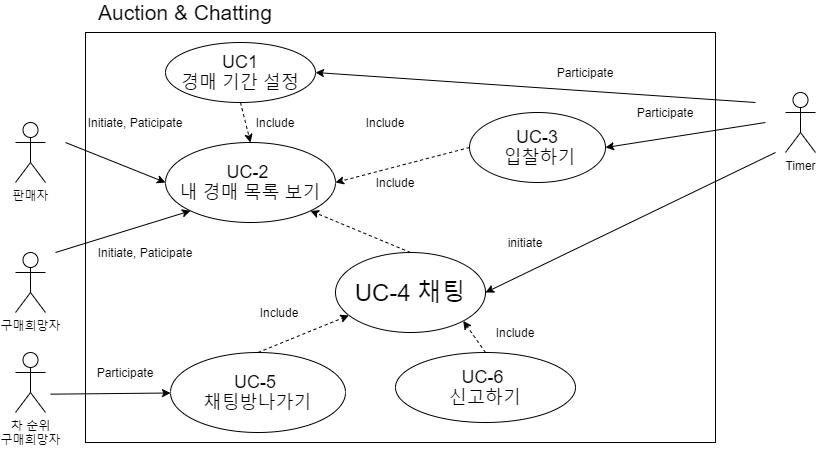 Auction & Chatting
UC1
경매 기간 설정
Participate
Initiate, Paticipate
Include
Include
Participate
UC-3
입찰하기
UC-2
내 경매 목록 보기
Include
판매자
Timer
Initiate, Paticipate
initiate
UC-4 채팅
구매희망자
Include
Include
Participate
UC-5
채팅방나가기
UC-6
신고하기
차 순위
구매희망자